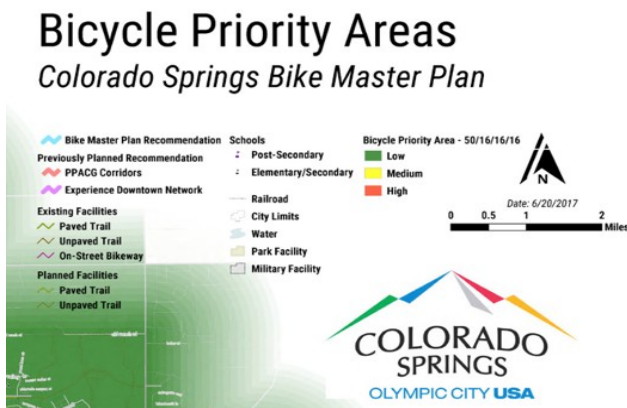 Bicycle Priority Areas
Colorado Springs Bike Master Plan
Bike Master Plan Recommendation
Previously Planned Recommendation
PPACG Corridors
Experience Downtown Network
Existing Facilities
Paved Trail
Unpaved Trail
On-Street Bikeway
Planned Facilities
Paved Trail
Unpaved Trail
Schools
Post-Secondary
Elementary/Secondary
Railroad
City Limits
Water
Park Facility
Military Facility
Bicycle Priority Area - 50/16/16/16
Low
Medium
High
N
Date: 6/20/2017
0 0.5 1 2
Miles
COLORADO
SPRINGS
OLYMPIC CITY USA